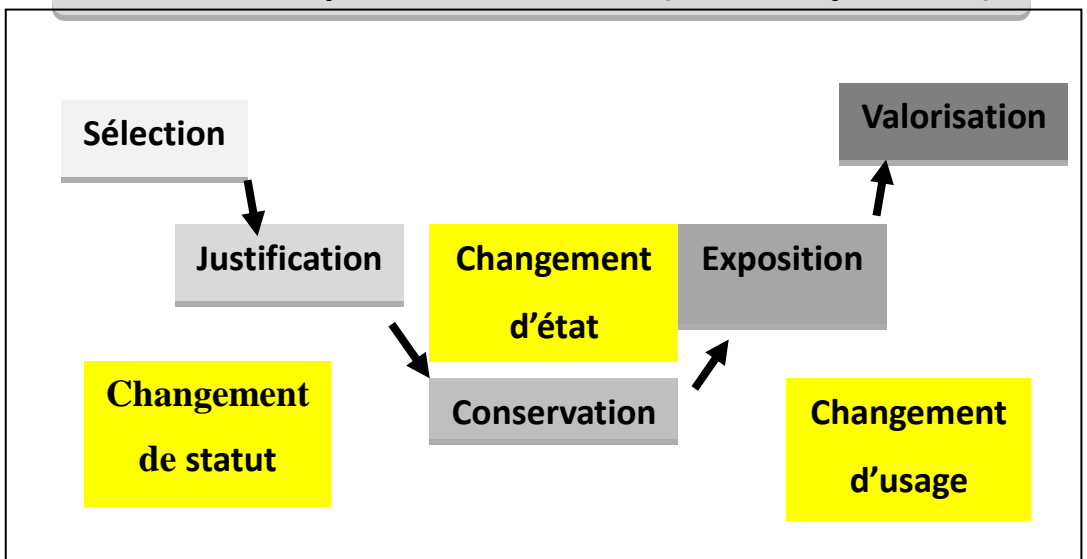 Sélection
Justification
Conservation
Exposition
Valorisation
Changement
de statut
Changement
d’état
Changement
d’usage